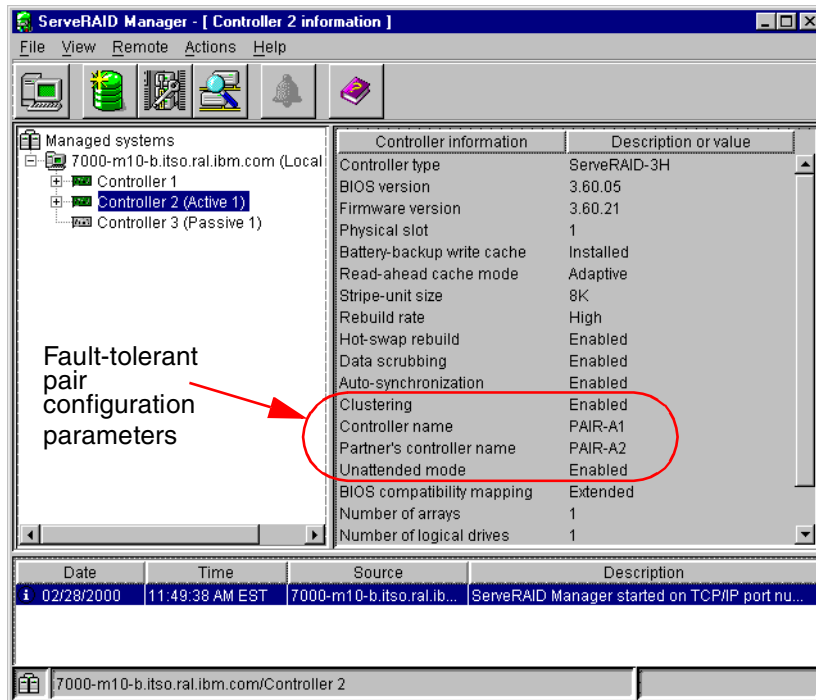 ServeRAID Manager - [ Controller 2 information ]
File View Remote Actions Help
Managed systems
7000-m10-b.itso.ral.ibm.com (Local
Controller 1
Controller 2 (Active 1)
Controller 3 (Passive 1)
Fault-tolerant
pair
configuration
parameters
Controller information Description or value
Controller type ServeRAID-3H
BIOS version 3.60.05
Firmware version 3.60.21
Physical slot 1
Battery-backup write cache Installed
Read-ahead cache mode Adaptive
Stripe-unit size 8K
Rebuild rate High
Hot-swap rebuild Enabled
Data scrubbing Enabled
Auto-synchronization Enabled
Clustering Enabled
Controller name PAIR-A1
Partner's controller name PAIR-A2
Unattended mode Enabled
BIOS compatibility mapping Extended
Number of arrays 1
Number of logical drives 1
Date Time Source Description
02/28/2000 11:49:38 AM EST 7000-m10-b.itso.ral.ib... ServeRAID Manager started on TCP/IP port nu...
7000-m10-b.itso.ral.ibm.com/Controller 2